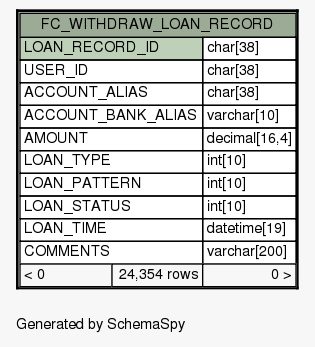 FC_WITHDRAW_LOAN_RECORD
LOAN_RECORD_ID char[38]
USER_ID char[38]
ACCOUNT_ALIAS char[38]
ACCOUNT_BANK_ALIAS varchar[10]
AMOUNT decimal[16,4]
LOAN_TYPE int[10]
LOAN_PATTERN int[10]
LOAN_STATUS int[10]
LOAN_TIME datetime[19]
COMMENTS varchar[200]
< 0 24,354 rows 0 >
Generated by SchemaSpy